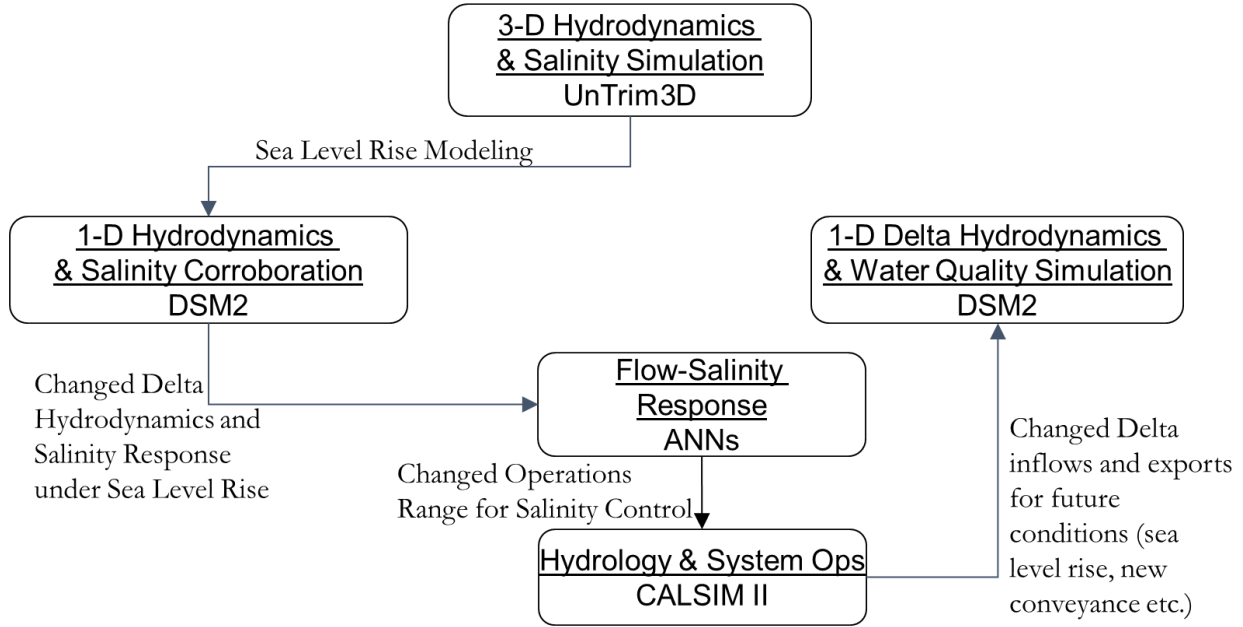 3-D Hydrodynamics
& Salinity Simulation
UnTrim3D
Sea Level Rise Modeling
1-D Hydrodynamics
& Salinity Corroboration
DSM2
1-D Delta Hydrodynamics
& Water Quality Simulation
DSM2
Changed Delta
Hydrodynamics and
Salinity Response
under Sea Level Rise
Flow-Salinity
Response
ANNs
Changed Operations
Range for Salinity Control
Hydrology & System Ops
CALSIM II
Changed Delta
inflows and exports
for future
conditions (sea
level rise, new
conveyance etc.)